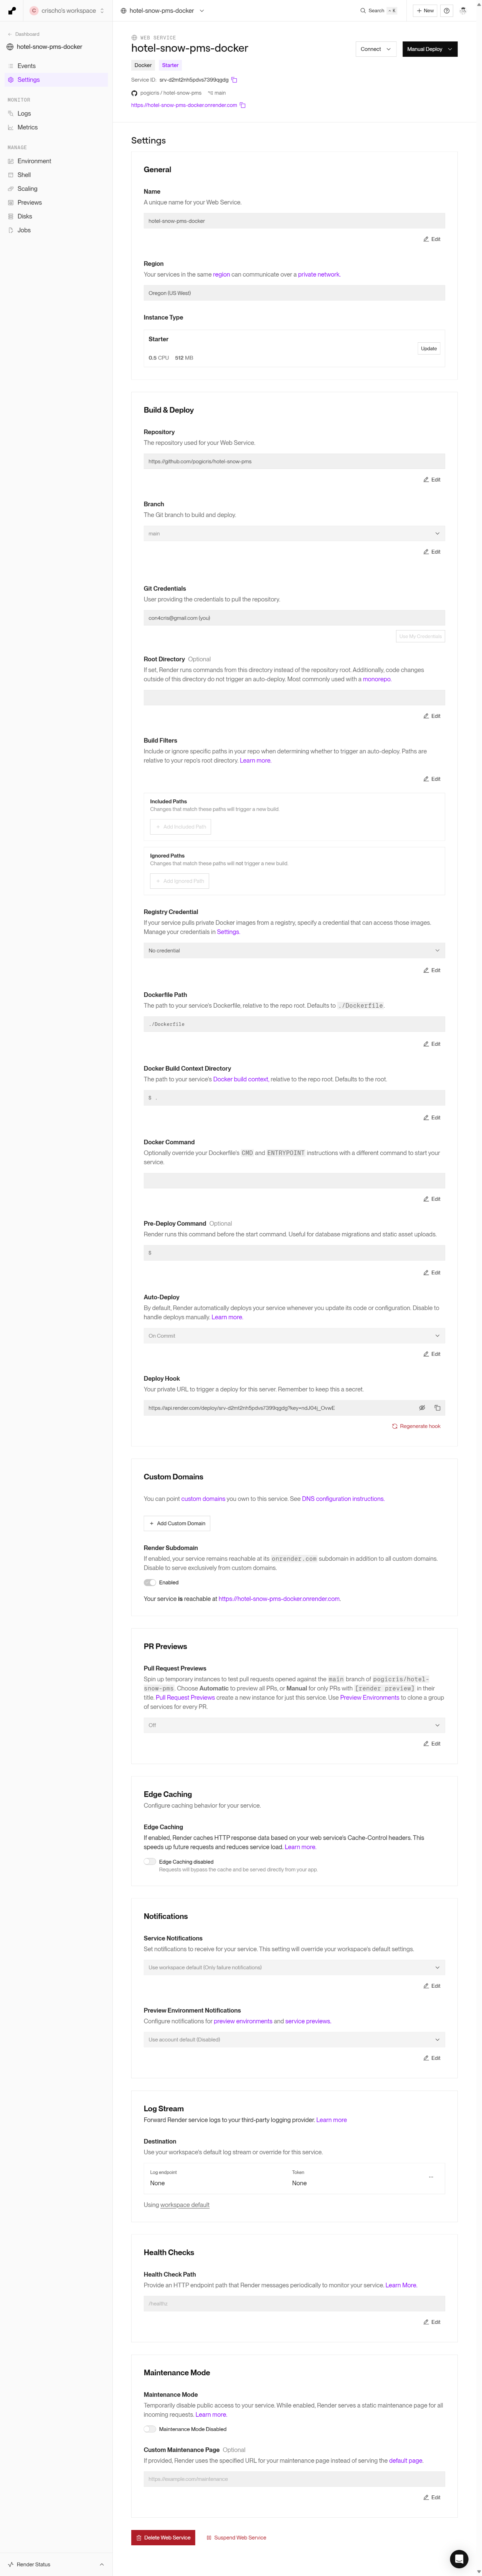 C crischo's workspace
hotel-snow-pms-docker
Search
+ New
Dashboard
hotel-snow-pms-docker
Events
Settings
MONITOR
Logs
Metrics
MANAGE
Environment
Shell
Scaling
Previews
Disks
Jobs
WEB SERVICE
hotel-snow-pms-docker
Connect
Manual Deploy
Docker Starter
Service ID:
pogicris / hotel-snow-pms main
https://hotel-snow-pms-docker.onrender.com
Settings
General
Name
A unique name for your Web Service.
hotel-snow-pms-docker
Edit
Region
Your services in the same region can communicate over a private network.
Oregon (US West)
Instance Type
Starter
0.5 CPU 512 MB
Update
Build & Deploy
Repository
The repository used for your Web Service.
https://github.com/pogicris/hotel-snow-pms
Edit
Branch
The Git branch to build and deploy.
main
Edit
Git Credentials
User providing the credentials to pull the repository.
(you)
Use My Credentials
Root Directory Optional
If set, Render runs commands from this directory instead of the repository root. Additionally, code changes
outside of this directory do not trigger an auto-deploy. Most commonly used with a monorepo.
Edit
Build Filters
Include or ignore specific paths in your repo when determining whether to trigger an auto-deploy. Paths are
relative to your repo's root directory. Learn more.
Edit
Included Paths
Changes that match these paths will trigger a new build.
+ Add Included Path
Ignored Paths
Changes that match these paths will not trigger a new build.
+ Add Ignored Path
Registry Credential
If your service pulls private Docker images from a registry, specify a credential that can access those images.
Manage your credentials in Settings.
No credential
Edit
Dockerfile Path
The path to your service's Dockerfile, relative to the repo root. Defaults to ./Dockerfile.
./Dockerfile
Edit
Docker Build Context Directory
The path to your service's Docker build context, relative to the repo root. Defaults to the root.
$ .
Edit
Docker Command
Optionally override your Dockerfile's CMD and ENTRYPOINT instructions with a different command to start your
service.
Edit
Pre-Deploy Command Optional
Render runs this command before the start command. Useful for database migrations and static asset uploads.
$
Edit
Auto-Deploy
By default, Render automatically deploys your service whenever you update its code or configuration. Disable to
handle deploys manually. Learn more.
On Commit
Edit
Deploy Hook
Your private URL to trigger a deploy for this server. Remember to keep this a secret.
Regenerate hook
Custom Domains
You can point custom domains you own to this service. See DNS configuration instructions.
+ Add Custom Domain
Render Subdomain
If enabled, your service remains reachable at its onrender.com subdomain in addition to all custom domains.
Disable to serve exclusively from custom domains.
Enabled
Your service is reachable at https://hotel-snow-pms-docker.onrender.com.
PR Previews
Pull Request Previews
Spin up temporary instances to test pull requests opened against the main branch of pogicris/hotel-
snow-pms. Choose Automatic to preview all PRs, or Manual for only PRs with [render preview] in their
title. Pull Request Previews create a new instance for just this service. Use Preview Environments to clone a group
of services for every PR.
Off
Edit
Edge Caching
Configure caching behavior for your service.
Edge Caching
If enabled, Render caches HTTP response data based on your web service's Cache-Control headers. This
speeds up future requests and reduces service load. Learn more.
Edge Caching disabled
Requests will bypass the cache and be served directly from your app
Notifications
Service Notifications
Set notifications to receive for your service. This setting will override your workspace's default settings.
Use workspace default (Only failure notifications)
Edit
Preview Environment Notifications
Configure notifications for preview environments and service previews.
Use account default (Disabled)
Edit
Log Stream
Forward Render service logs to your third-party logging provider. Learn more
Destination
Use your workspace's default log stream or override for this service.
Log endpoint Token
None None
Using workspace default
Health Checks
Health Check Path
Provide an HTTP endpoint path that Render messages periodically to monitor your service. Learn More.
/healthz
Edit
Maintenance Mode
Maintenance Mode
Temporarily disable public access to your service. While enabled, Render serves a static maintenance page for all
incoming requests. Learn more.
Maintenance Mode Disabled
Custom Maintenance Page Optional
If provided, Render uses the specified URL for your maintenance page instead of serving the default page.
https://example.com/maintenance
Edit
Delete Web Service
Suspend Web Service
Render Status